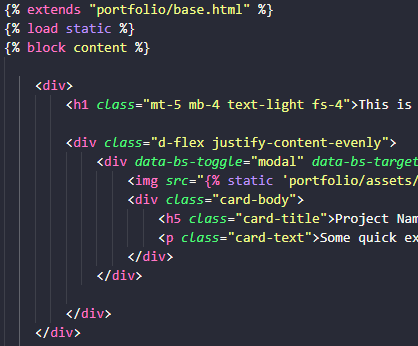 {% extends "portfolio/base.html" %}
{% load static %}
{% block content %}
<div>
<h1 class="mt-5 mb-4 text-light fs-4">This is
<div class="d-flex justify-content-evenly">
<div data-bs-toggle="modal" data-bs-target
<img src="{% static 'portfolio/assets/
<div class="card-body">
<h5 class="card-title">Project Nam
<p class="card-text">Some quick ex
</div>
</div>
</div>
</div>